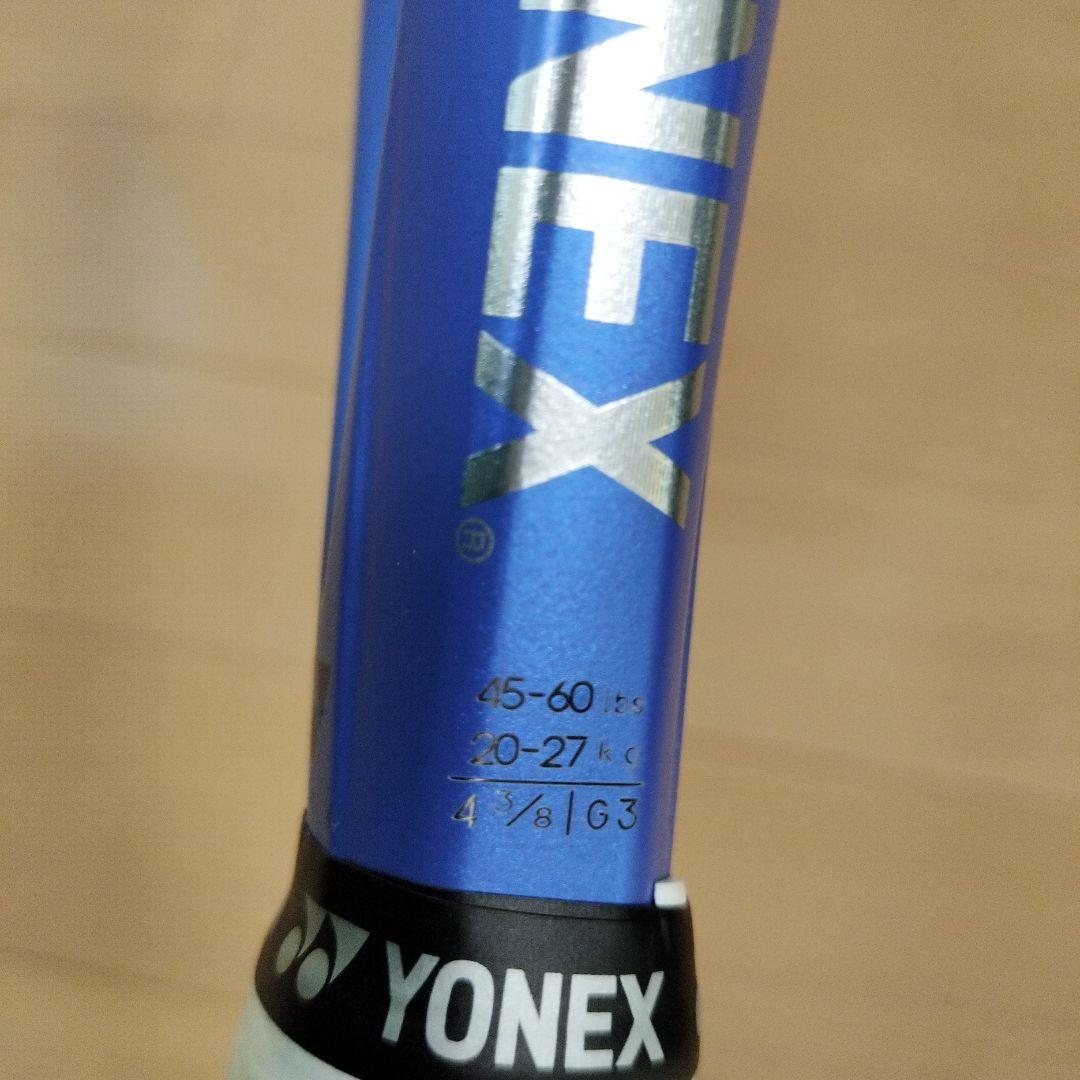 NEX
®
45-60 lbs
20-27 kg
4 3/8 | G3
YONEX